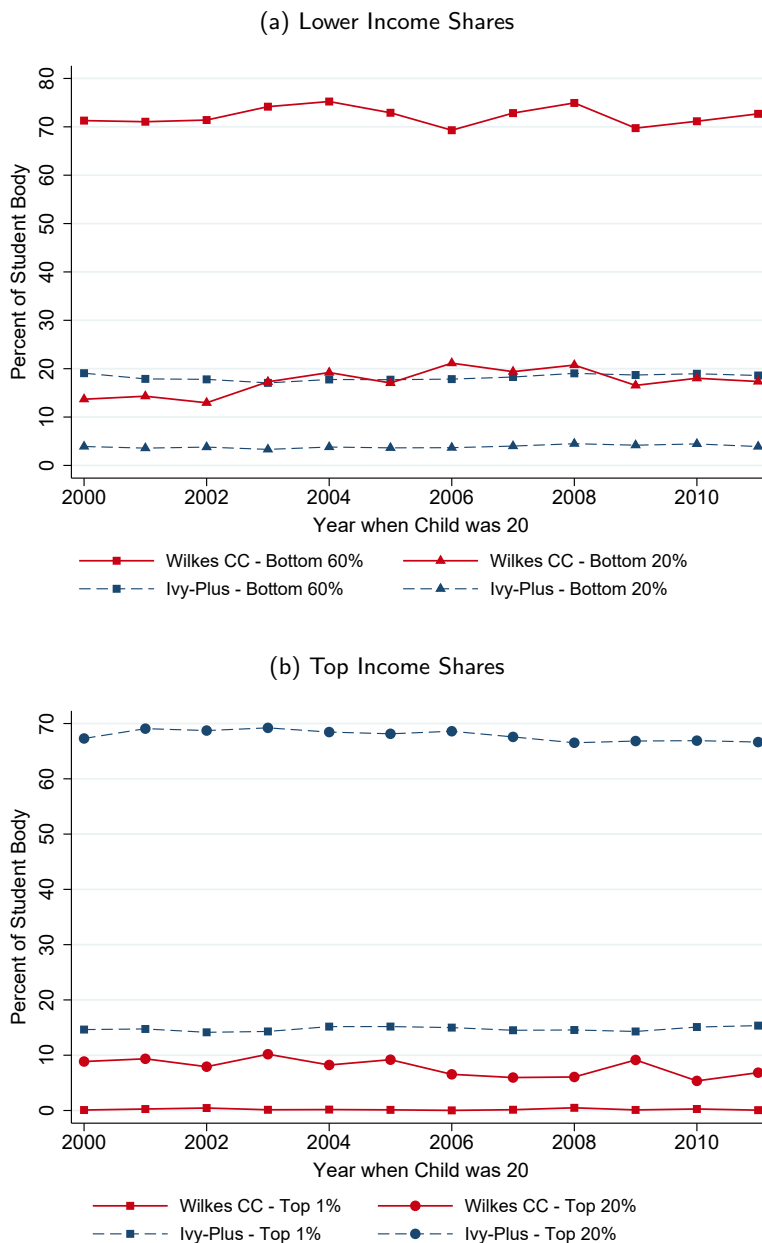 (a) Lower Income Shares
80
70
60
50
40
30
20
10
0
Percent of Student Body
2000 2002 2004 2006 2008 2010
Year when Child was 20
Wilkes CC - Bottom 60% Wilkes CC - Bottom 20%
Ivy-Plus - Bottom 60% Ivy-Plus - Bottom 20%
(b) Top Income Shares
70
60
50
40
30
20
10
0
Percent of Student Body
2000 2002 2004 2006 2008 2010
Year when Child was 20
Wilkes CC - Top 1% Wilkes CC - Top 20%
Ivy-Plus - Top 1% Ivy-Plus - Top 20%